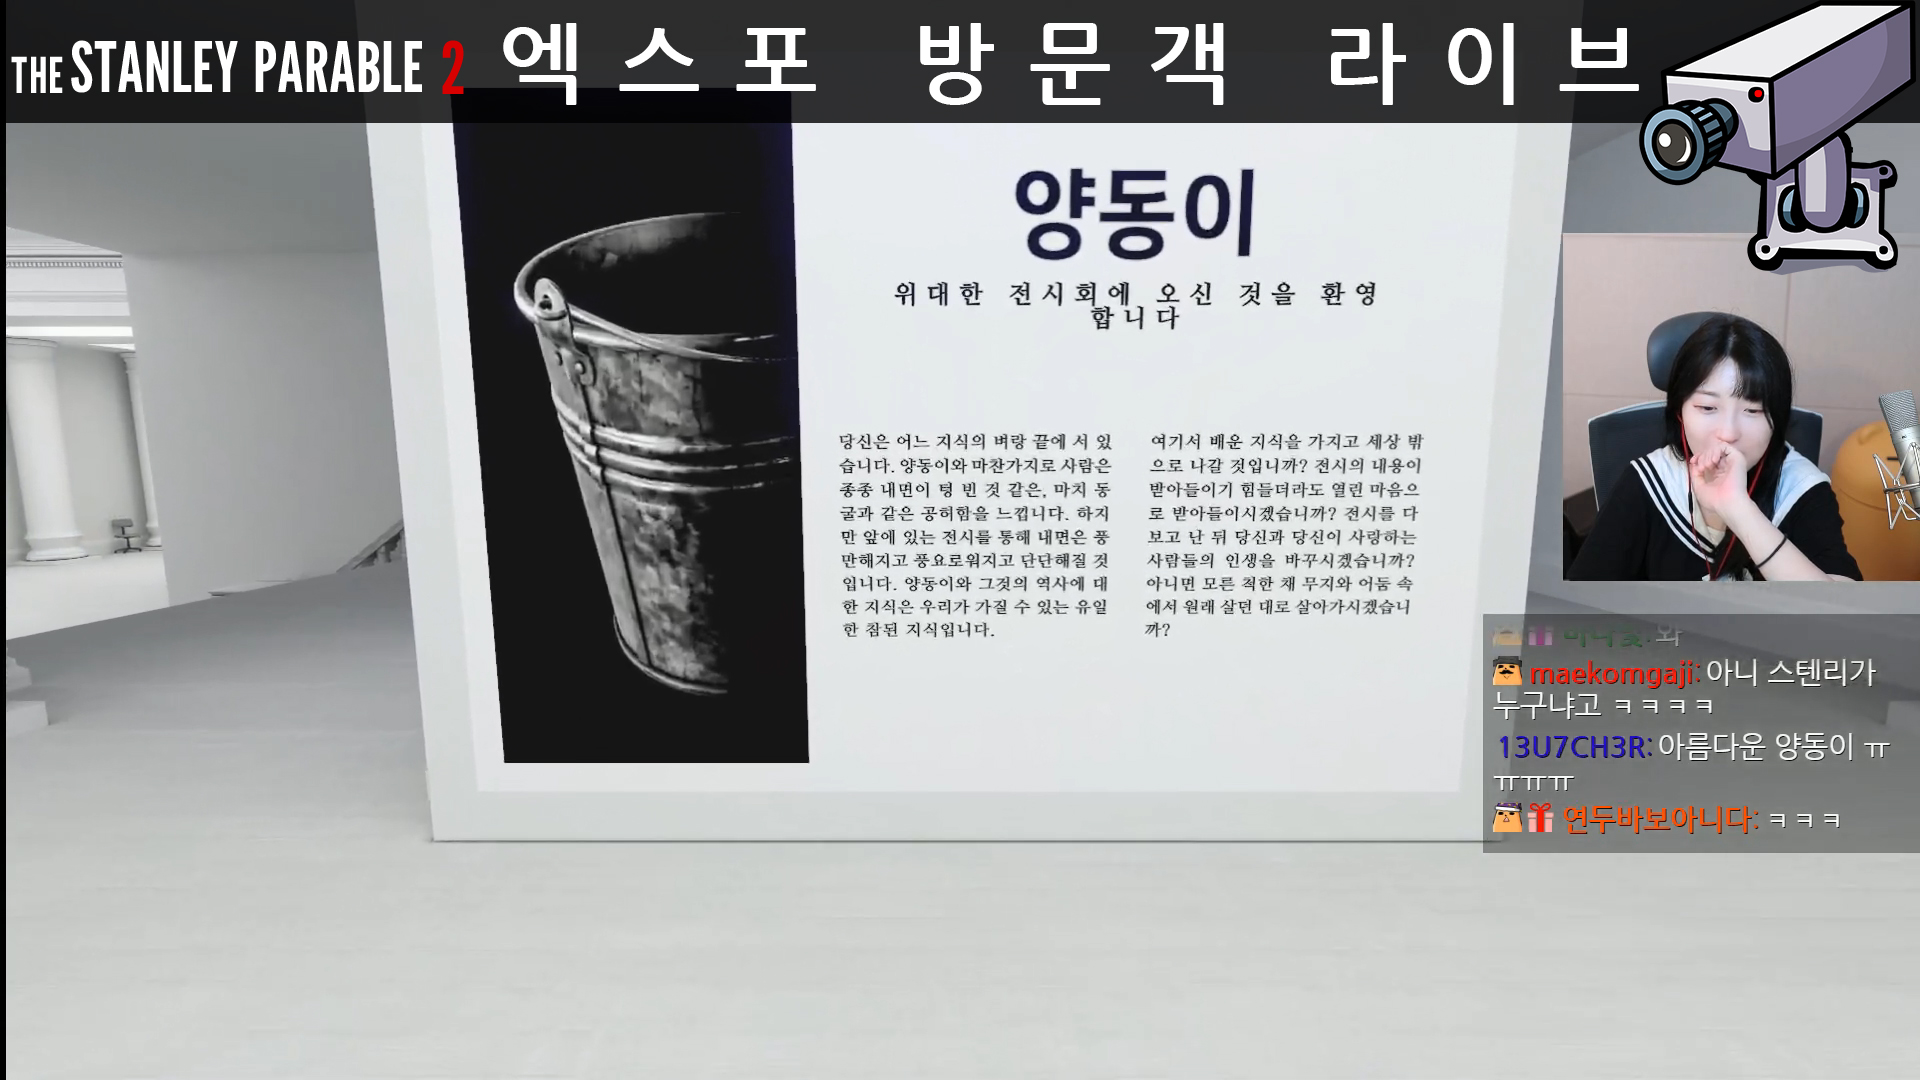 THE STANLEY PARABLE 2 엑스포 방문객 라이브
양동이
위대한 전시회에 오신 것을 환영
합니다
당신은 어느 지식의 벼랑 끝에 서 있
습니다. 양동이와 마찬가지로 사람은
종종 내면이 텅 빈 것 같은, 마치 동
굴과 같은 공허함을 느낍니다. 하지
만 앞에 있는 전시를 통해 내면은 풍
만해지고 풍요로워지고 단단해질 것
입니다. 양동이와 그것의 역사에 대
한 지식은 우리가 가질 수 있는 유일
한 참된 지식입니다.
여기서 배운 지식을 가지고 세상 밖
으로 나갈 것입니까? 전시의 내용이
받아들이기 힘들더라도 열린 마음으
로 받아들이시겠습니까? 전시를 다
보고 난 뒤 당신과 당신이 사랑하는
사람들의 인생을 바꾸시겠습니까?
아니면 모른 척한 채 무지와 어둠 속
에서 원래 살던 대로 살아가시겠습니
까?
와
maekomgaji: 아니 스텐리가
누구냐고 ㅋㅋㅋㅋ
13U7CH3R: 아름다운 양동이 ㅠ
ㅠㅠㅠ
연두바보아니다: ㅋㅋㅋ